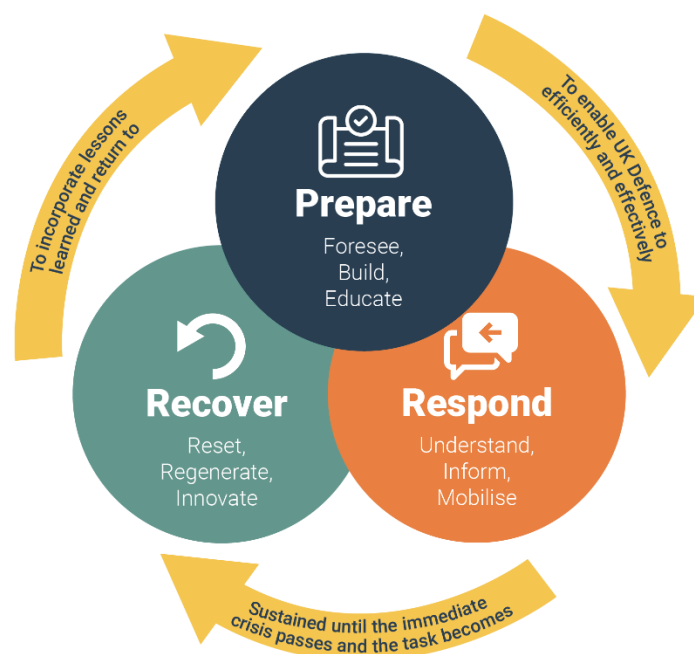 Prepare
Foresee,
Build,
Educate
To enable UK Defence to
efficiently and effectively
Respond
Understand,
Inform,
Mobilise
Sustained until the immediate
crisis passes and the task becomes
Recover
Reset,
Regenerate,
Innovate
To incorporate lessons
learned and return to